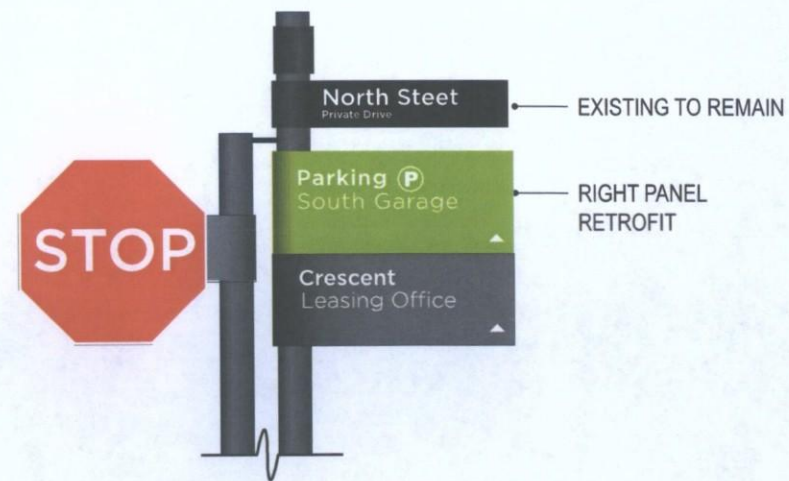 North Steet
Private Drive
EXISTING TO REMAIN
Parking P
South Garage
RIGHT PANEL
RETROFIT
STOP
Crescent
Leasing Office